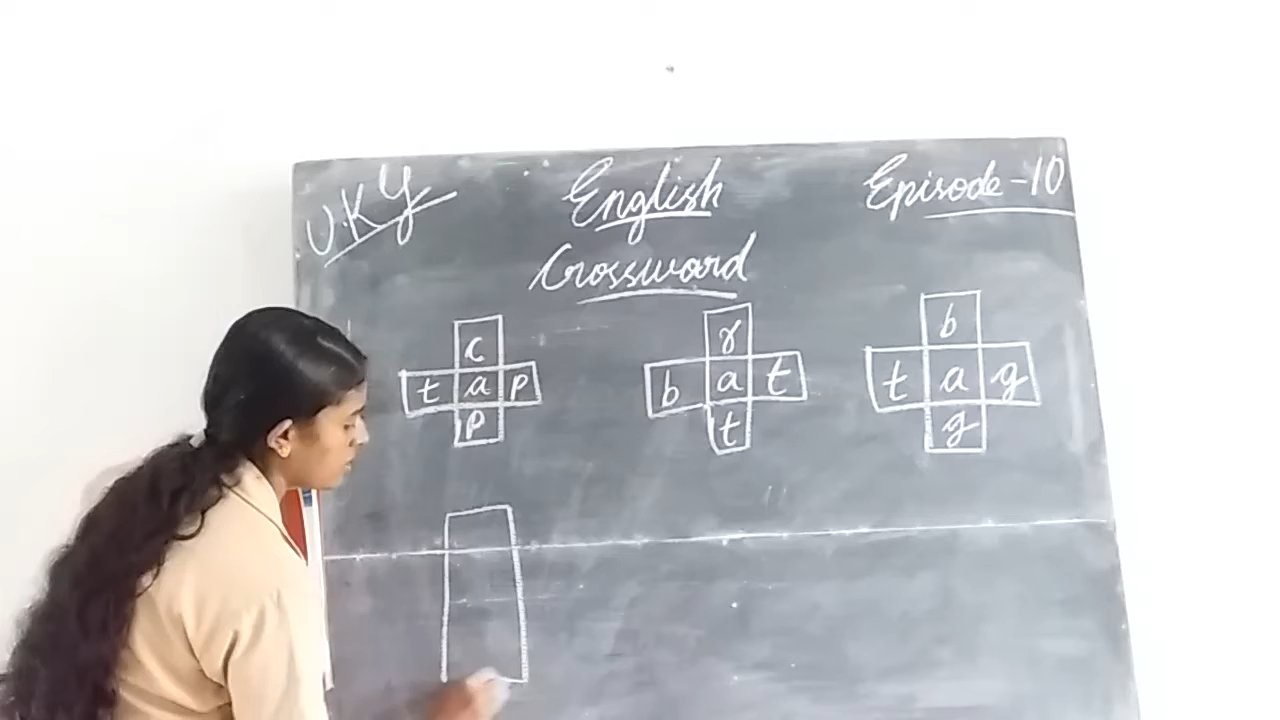 U.K.Y English Episode-10
Crossword
c r b
t a p b a t t a g
p t g